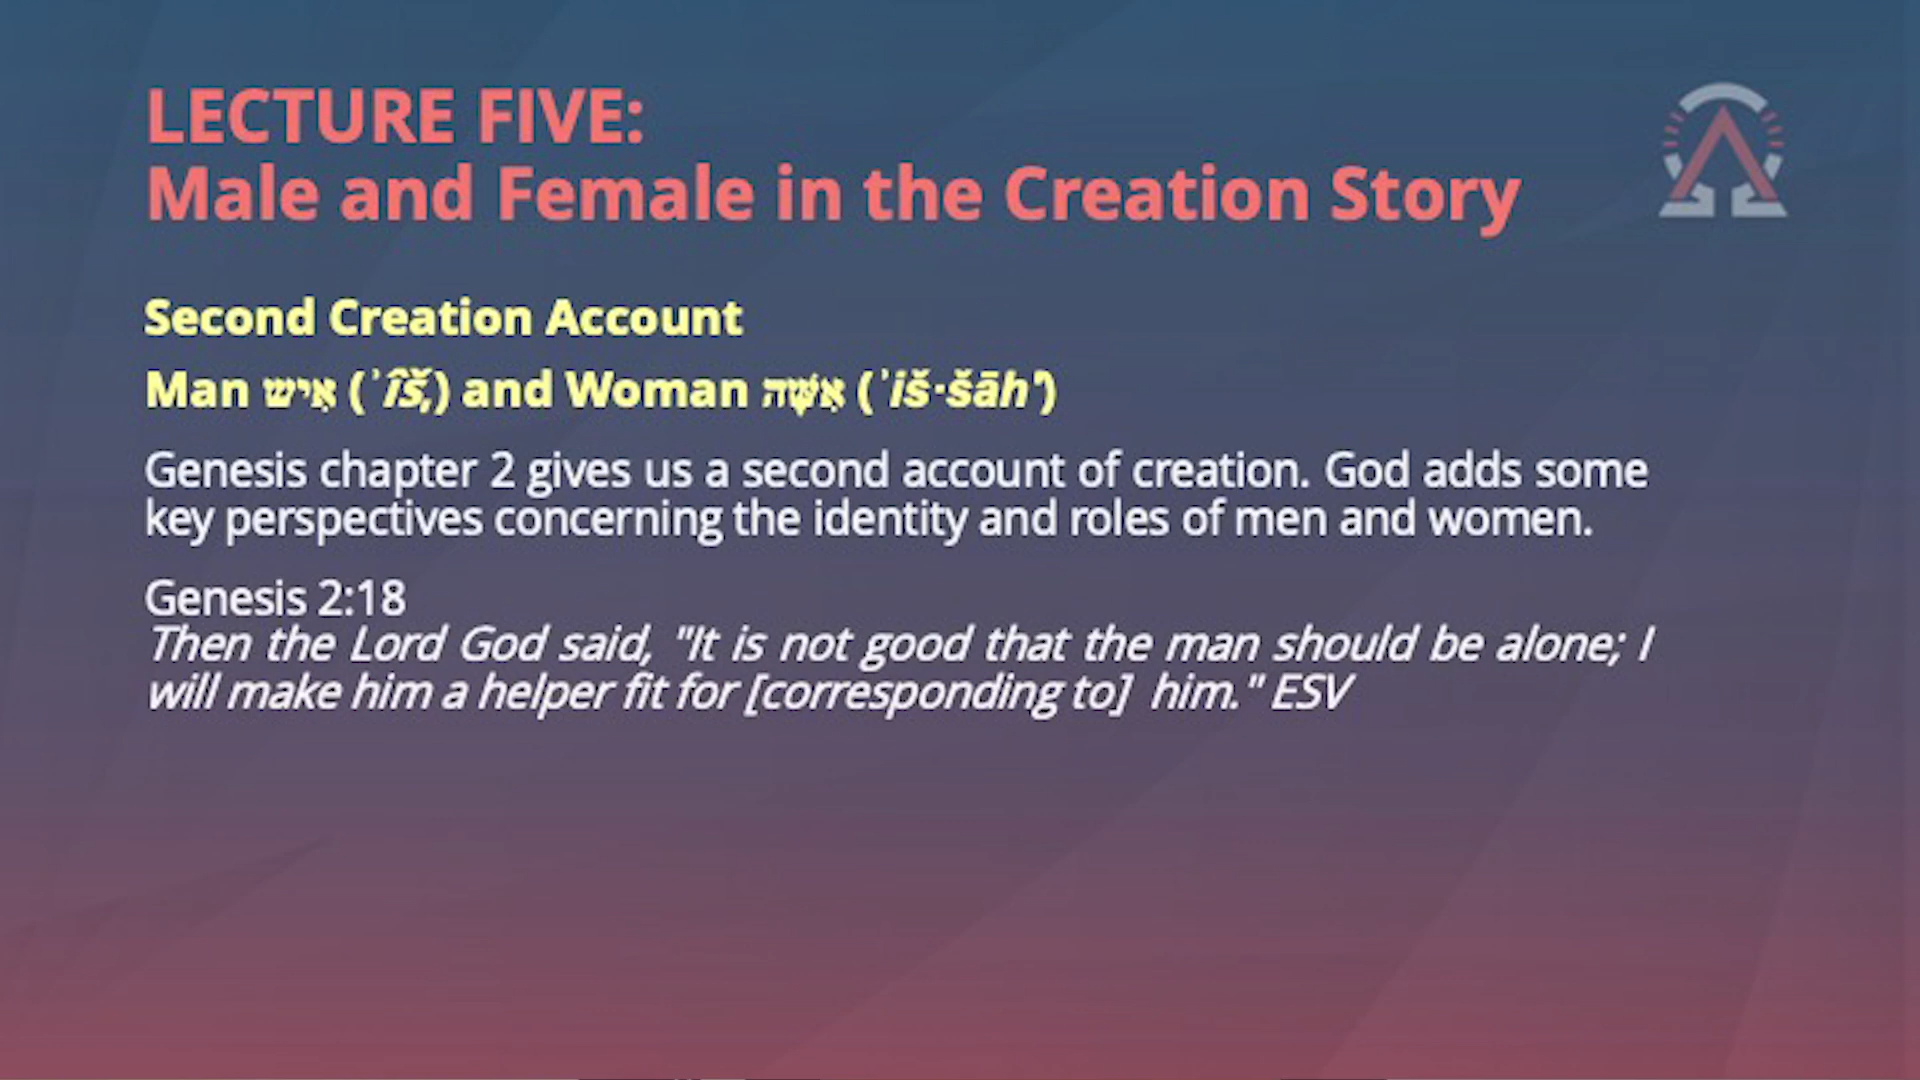 LECTURE FIVE:
Male and Female in the Creation Story
Second Creation Account
Man אִישׁ (ʾîš,) and Woman אִשָּׁה (ʾiš·šāh')
Genesis chapter 2 gives us a second account of creation. God adds some
key perspectives concerning the identity and roles of men and women.
Genesis 2:18
Then the Lord God said, "It is not good that the man should be alone; I
will make him a helper fit for [corresponding to]  him." ESV